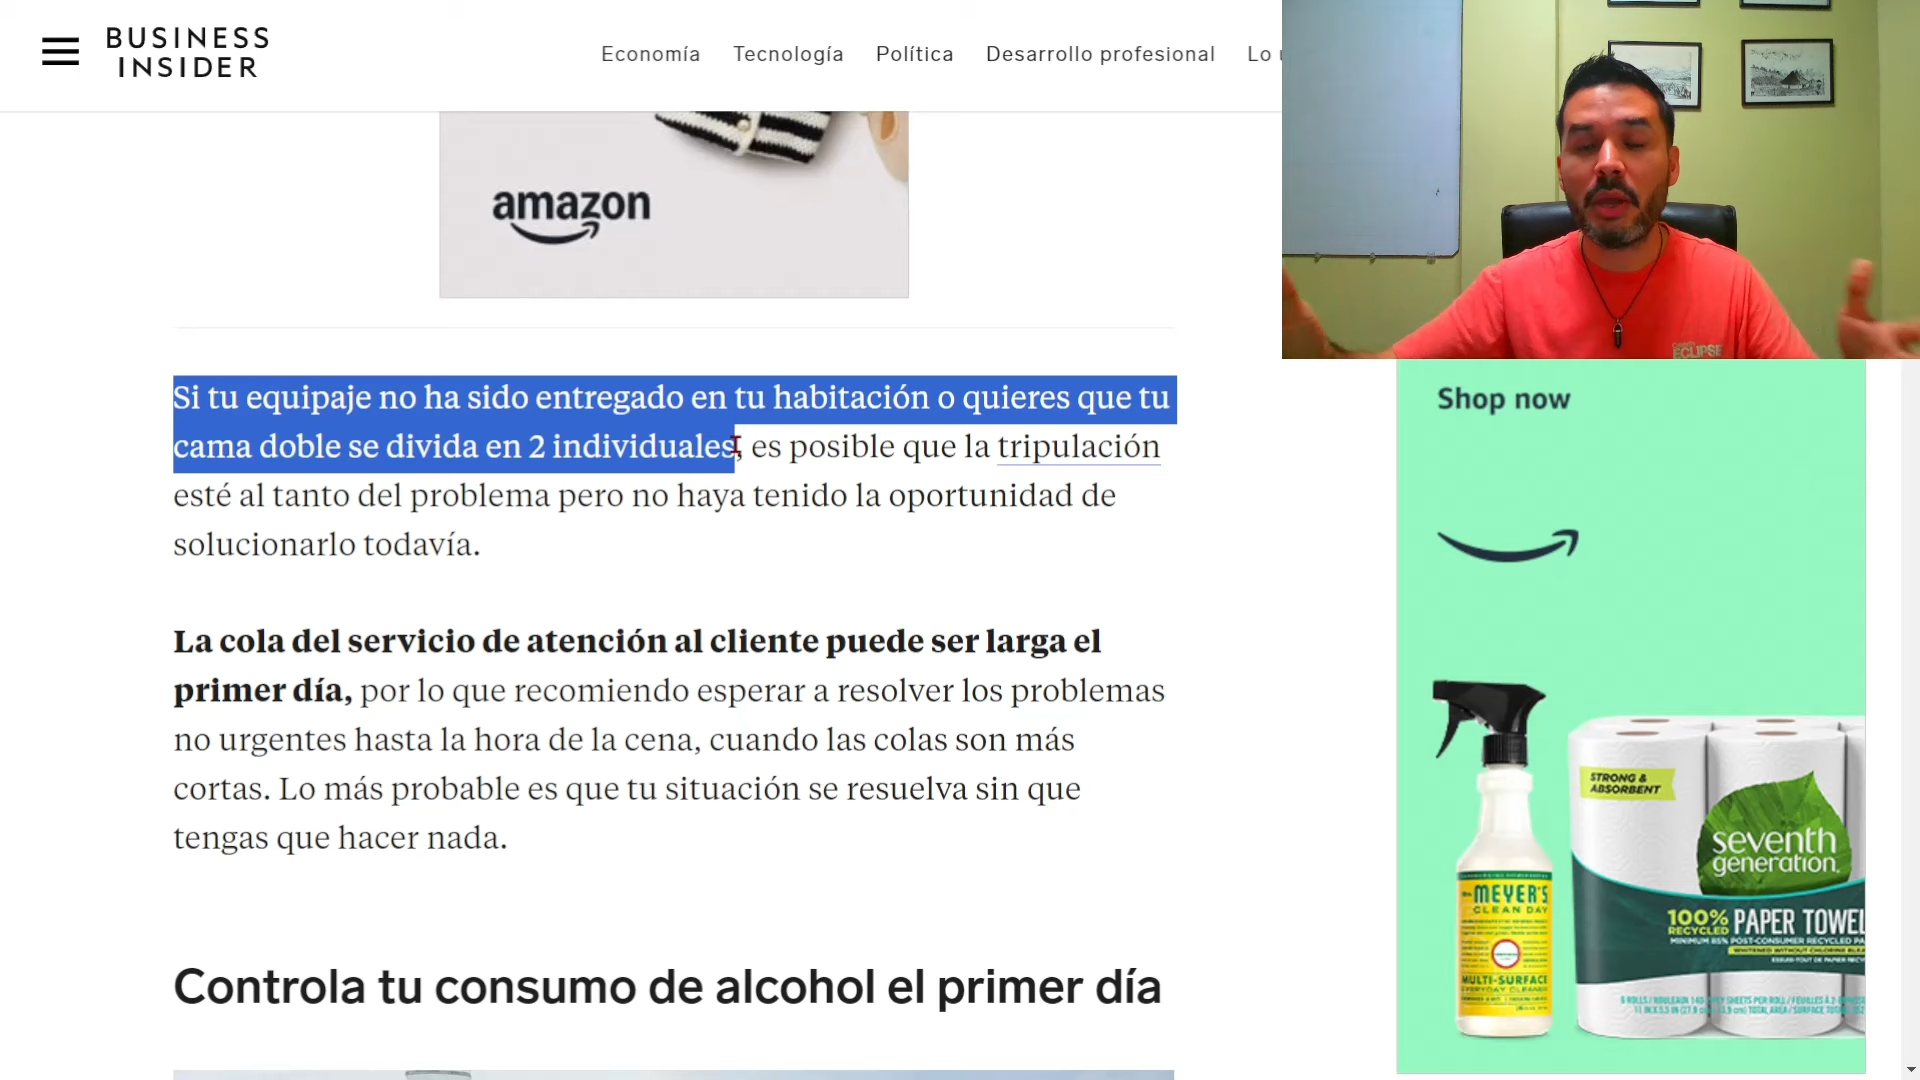 BUSINESS
INSIDER
Economía Tecnología Política Desarrollo profesional Lo
amazon
Si tu equipaje no ha sido entregado en tu habitación o quieres que tu
cama doble se divida en 2 individuales, es posible que la tripulación
esté al tanto del problema pero no haya tenido la oportunidad de
solucionarlo todavía.
La cola del servicio de atención al cliente puede ser larga el
primer día, por lo que recomiendo esperar a resolver los problemas
no urgentes hasta la hora de la cena, cuando las colas son más
cortas. Lo más probable es que tu situación se resuelva sin que
tengas que hacer nada.
Controla tu consumo de alcohol el primer día
ECLIPSE
Shop now
STRONG &
ABSORBENT
seventh
generation.
100%
RECYCLED
PAPER TOWEL
MRS. MEYER'S
CLEAN DAY
MULTI-SURFACE
EVERYDAY CLEANER